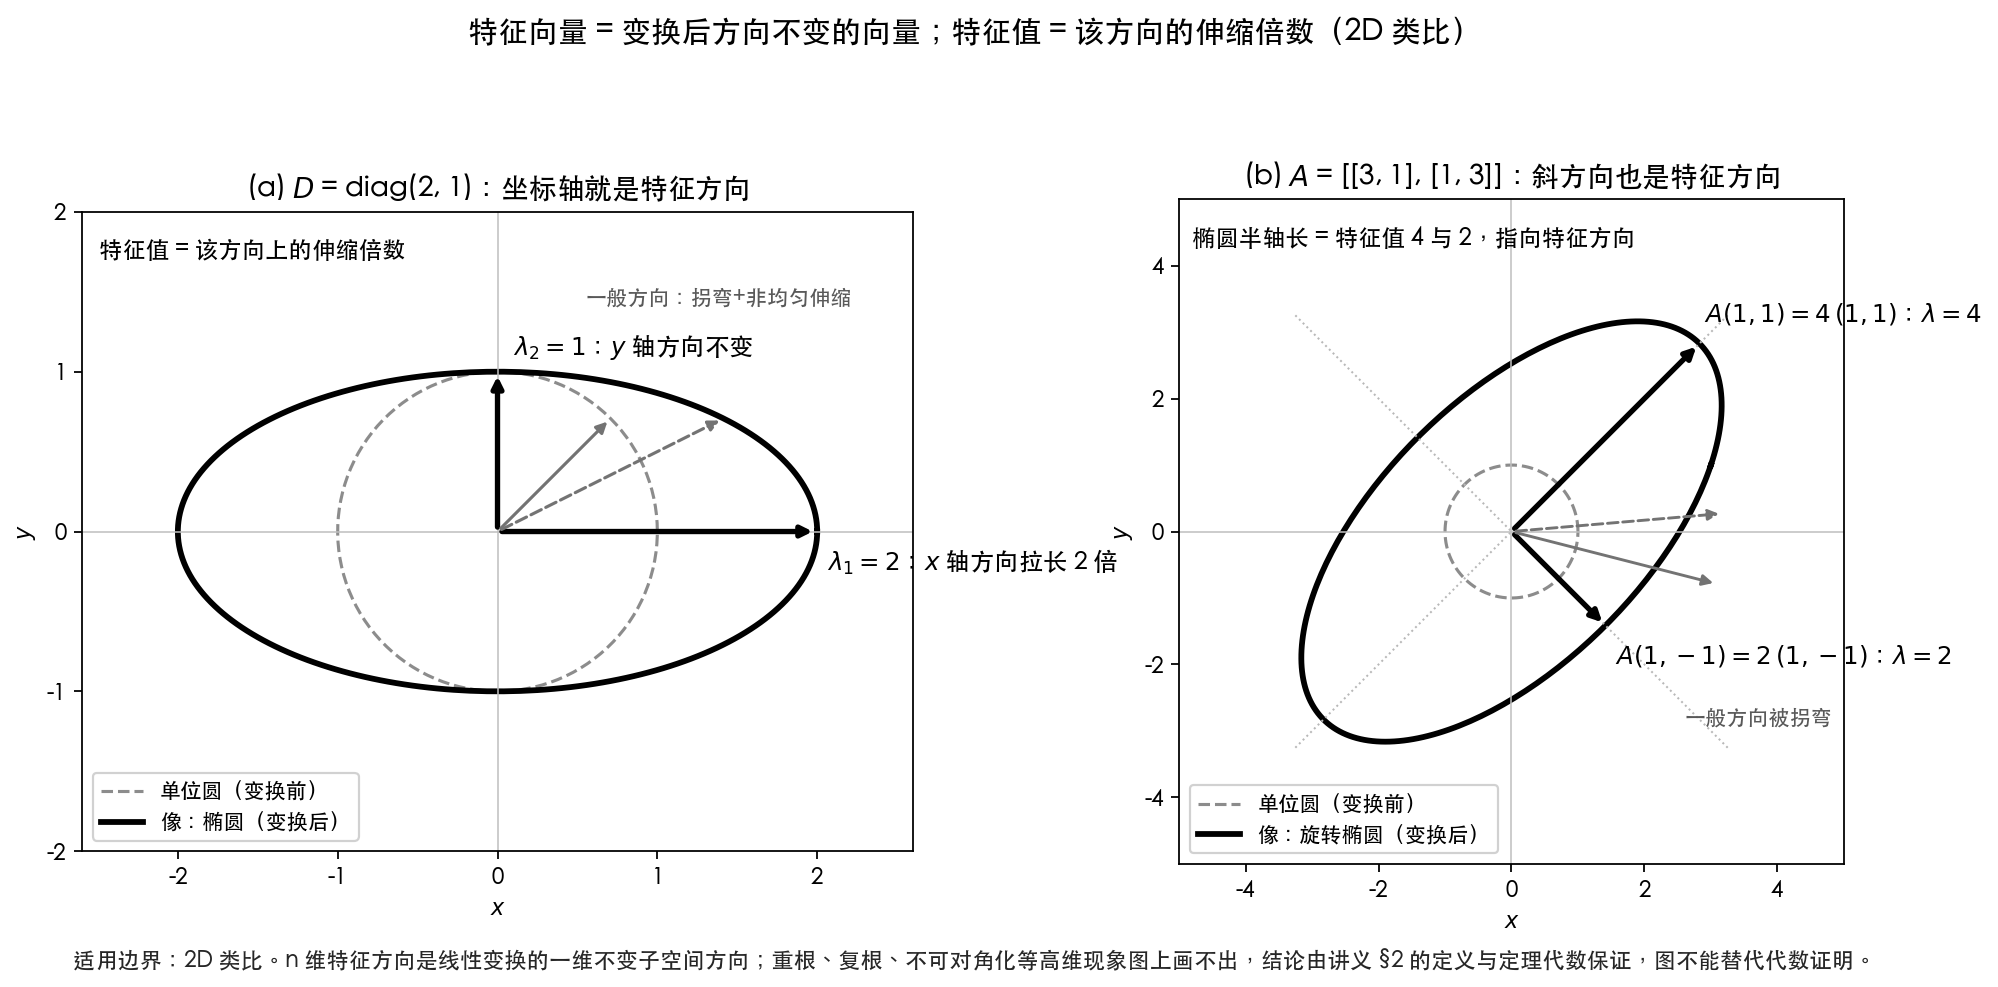 特征向量 = 变换后方向不变的向量；特征值 = 该方向的伸缩倍数（2D 类比）
(a) D = diag(2, 1)：坐标轴就是特征方向
2
特征值 = 该方向上的伸缩倍数
一般方向：拐弯+非均匀伸缩
λ₂ = 1：y 轴方向不变
1
0
y
λ₁ = 2：x 轴方向拉长 2 倍
-1
单位圆（变换前）
像：椭圆（变换后）
-2
-2 -1 0 1 2
x
(b) A = [[3, 1], [1, 3]]：斜方向也是特征方向
椭圆半轴长 = 特征值 4 与 2，指向特征方向
4
A(1, 1) = 4 (1, 1)：λ = 4
2
0
y
A(1, −1) = 2 (1, −1)：λ = 2
-2
一般方向被拐弯
-4
单位圆（变换前）
像：旋转椭圆（变换后）
-4 -2 0 2 4
x
适用边界：2D 类比。n 维特征方向是线性变换的一维不变子空间方向；重根、复根、不可对角化等高维现象图上画不出，结论由讲义 §2 的定义与定理代数保证，图不能替代代数证明。